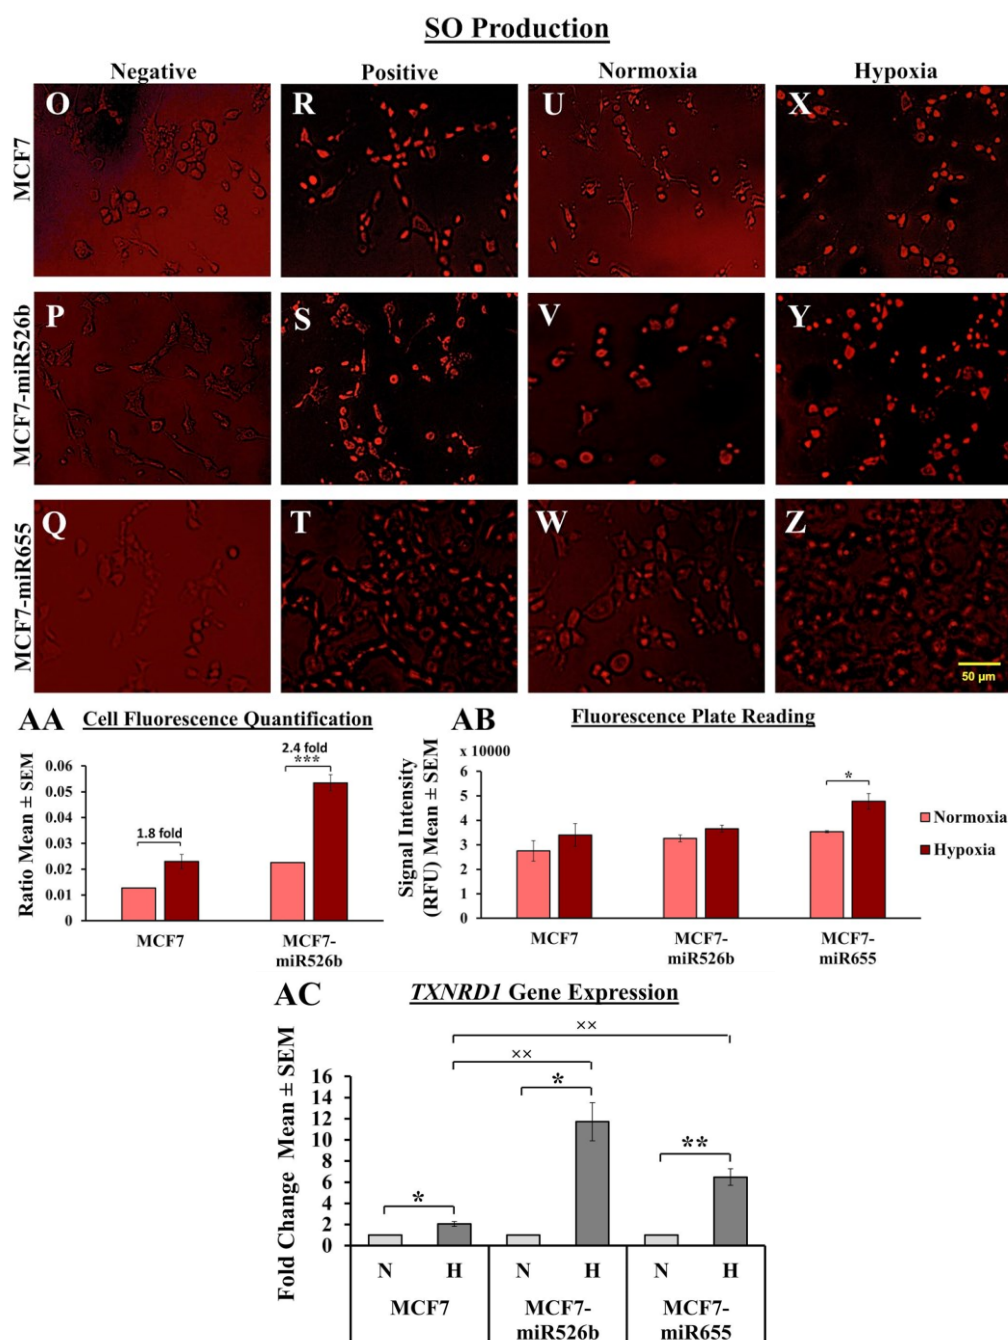 SO Production
Negative Positive Normoxia Hypoxia
MCF7
O R U X
MCF7-miR526b
P S V Y
MCF7-miR655
Q T W Z
50 µm
AA Cell Fluorescence Quantification
Ratio Mean ± SEM
0.06
0.05
0.04
0.03
0.02
0.01
0
1.8 fold
2.4 fold
***
MCF7
MCF7-
miR526b
AB Fluorescence Plate Reading
x 10000
Signal Intensity
(RFU) Mean ± SEM
6
5
4
3
2
1
0
*
MCF7
MCF7-
miR526b
MCF7-
miR655
Normoxia
Hypoxia
AC TXNRD1 Gene Expression
Fold Change Mean ± SEM
16
14
12
10
8
6
4
2
0
××
××
*
*
**
N H N H N H
MCF7
MCF7-
miR526b
MCF7-
miR655